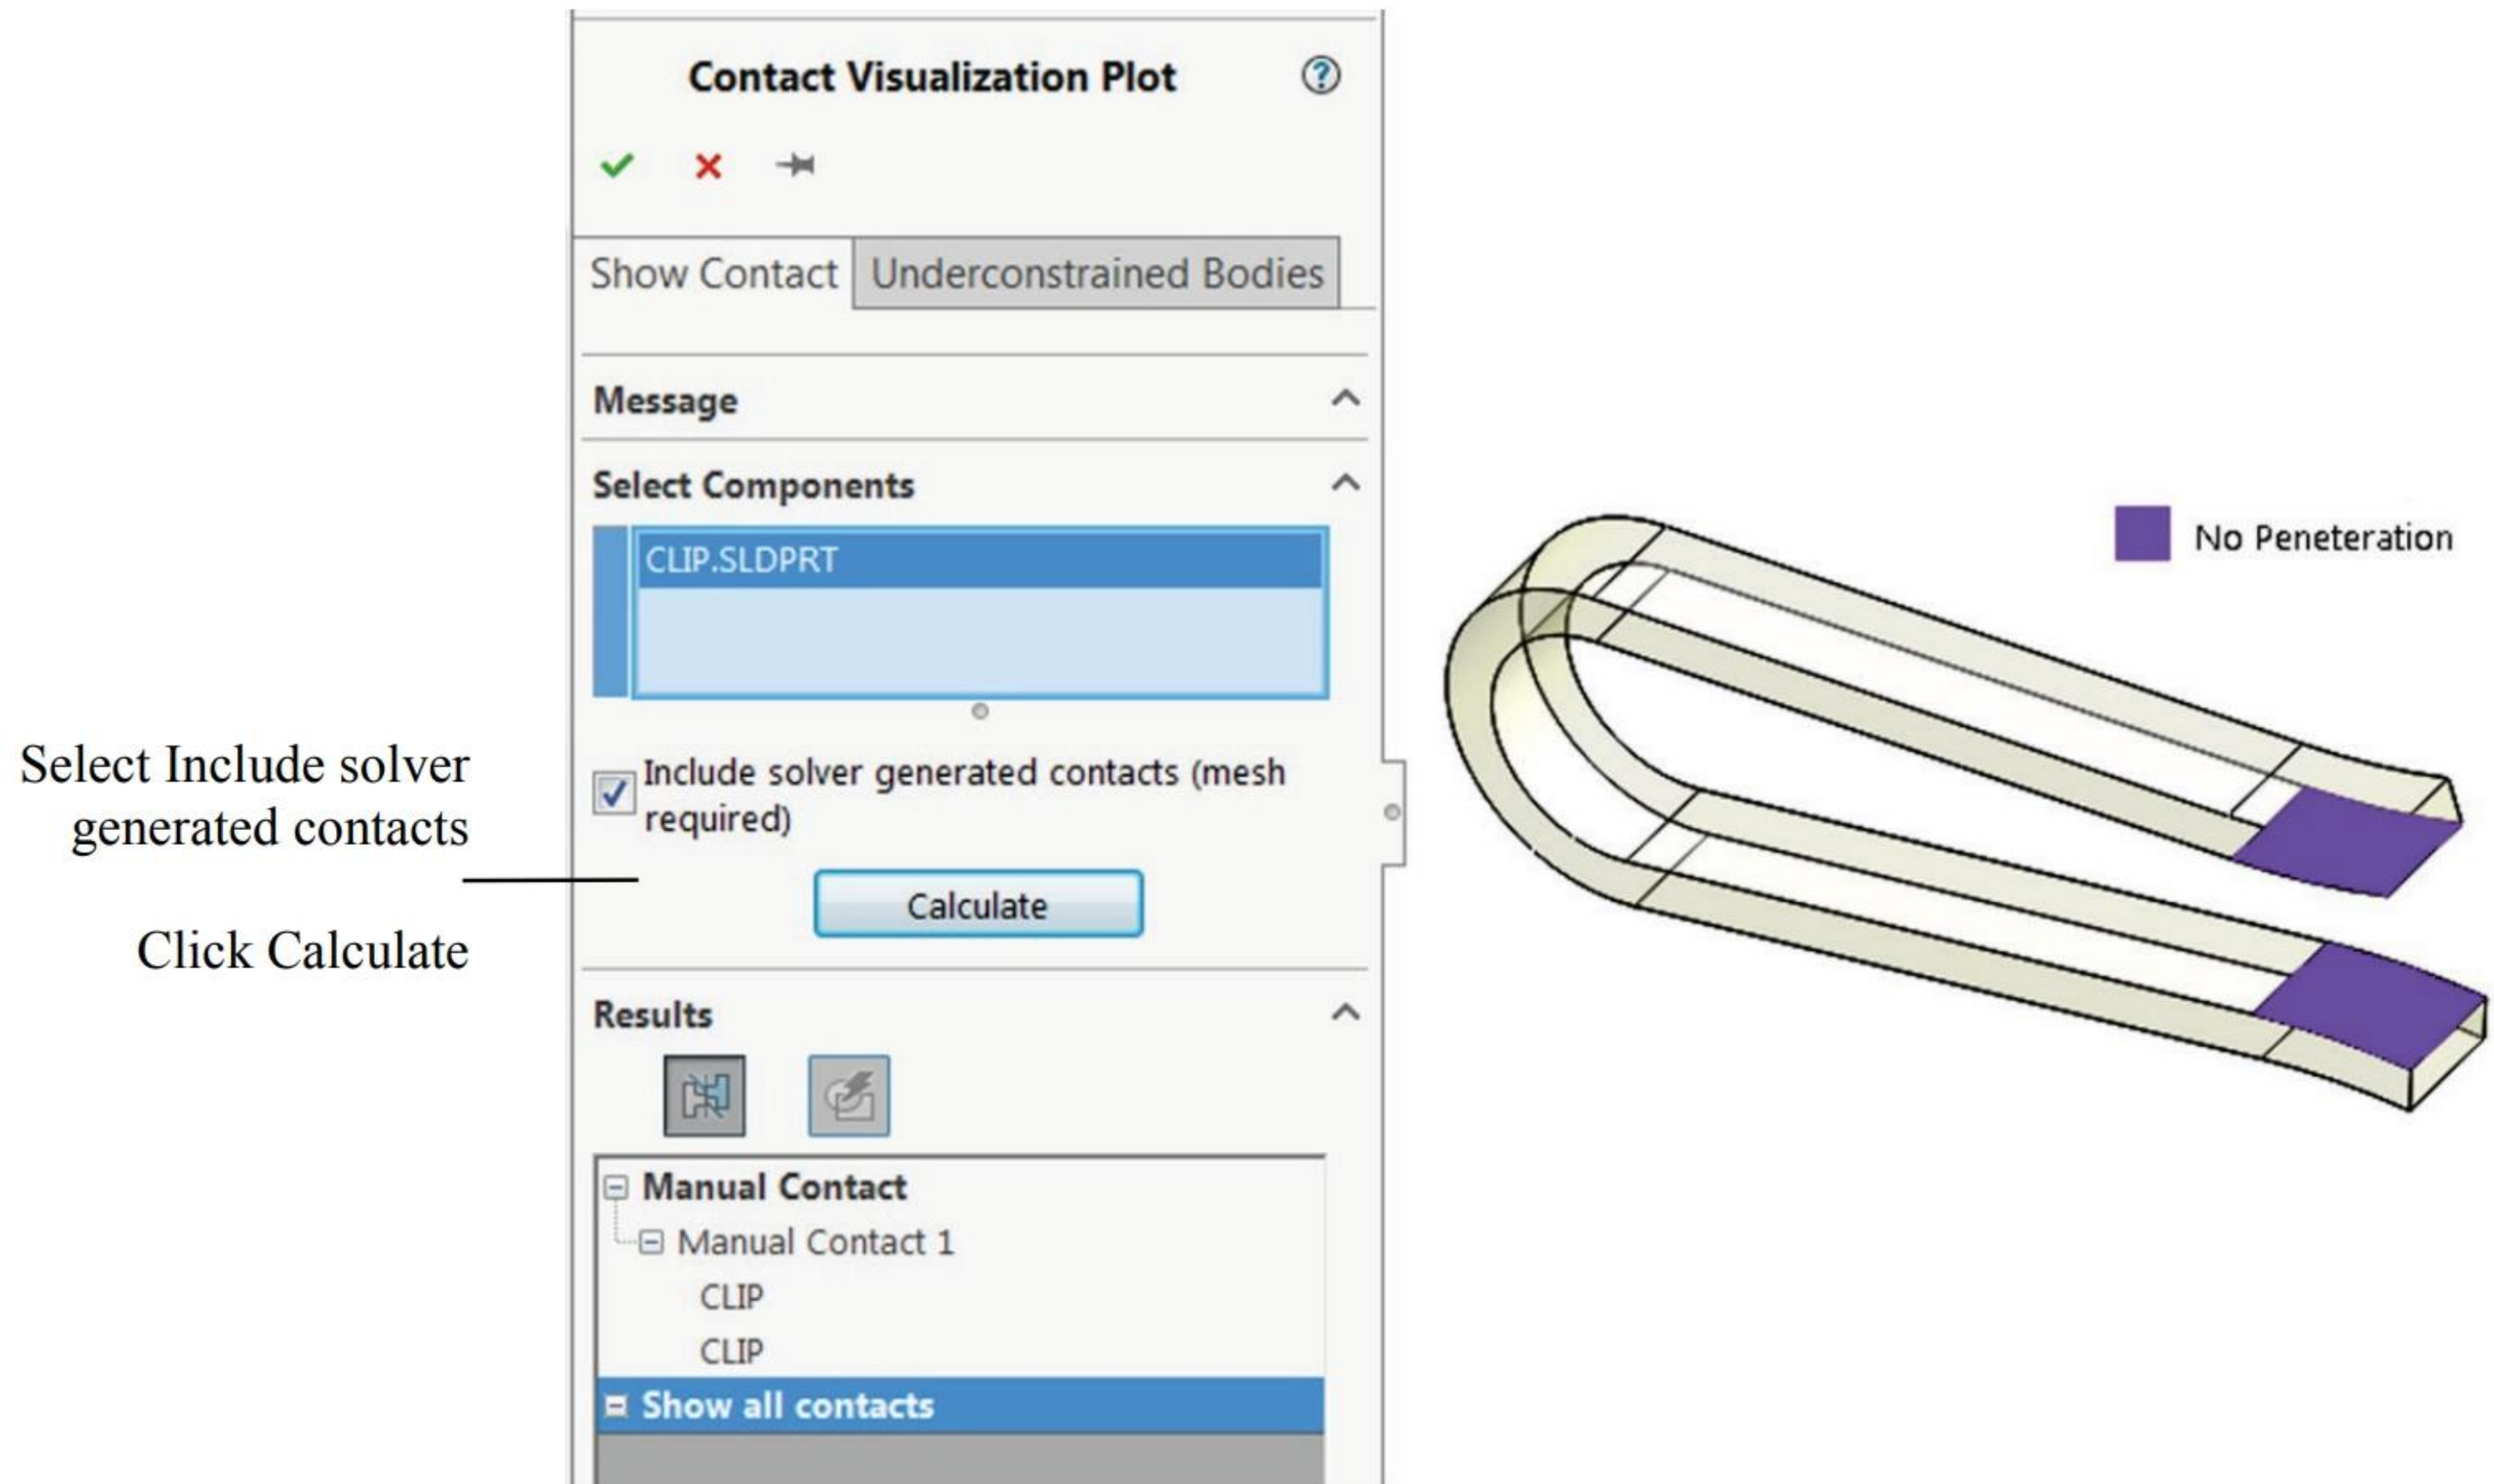 Contact Visualization Plot
?
Show Contact
Underconstrained Bodies
Message
Select Components
CLIP.SLDPRT
Include solver generated contacts (mesh
required)
Calculate
Results
Manual Contact
Manual Contact 1
CLIP
CLIP
Show all contacts
Select Include solver
generated contacts
Click Calculate
No Peneteration